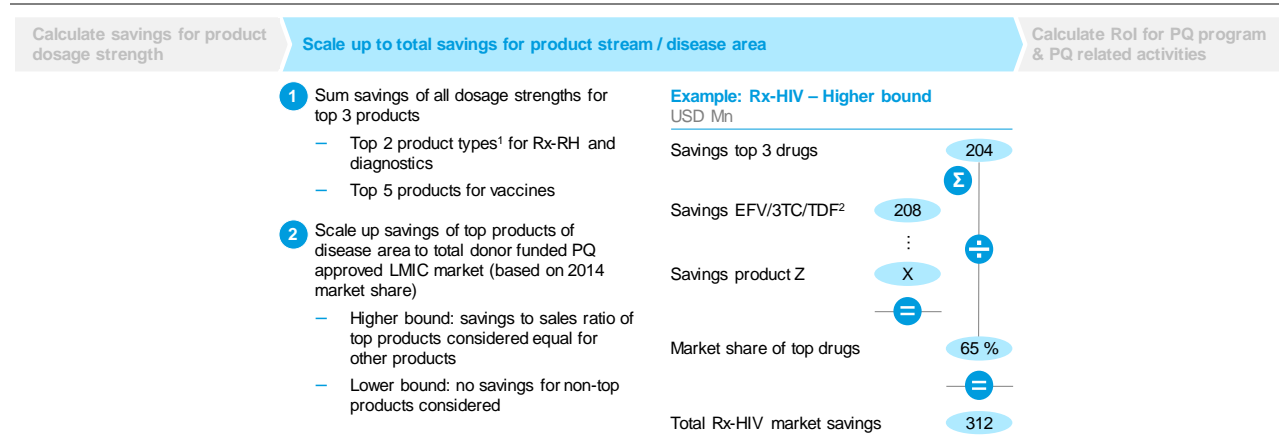 Calculate savings for product
dosage strength
Scale up to total savings for product stream / disease area
Calculate RoI for PQ program
& PQ related activities
1 Sum savings of all dosage strengths for
top 3 products
– Top 2 product types¹ for Rx-RH and
diagnostics
– Top 5 products for vaccines
2 Scale up savings of top products of
disease area to total donor funded PQ
approved LMIC market (based on 2014
market share)
– Higher bound: savings to sales ratio of
top products considered equal for
other products
– Lower bound: no savings for non-top
products considered
Example: Rx-HIV – Higher bound
USD Mn
Savings top 3 drugs 204
Σ
Savings EFV/3TC/TDF² 208
⋮
÷
Savings product Z X
=
Market share of top drugs 65 %
=
Total Rx-HIV market savings 312